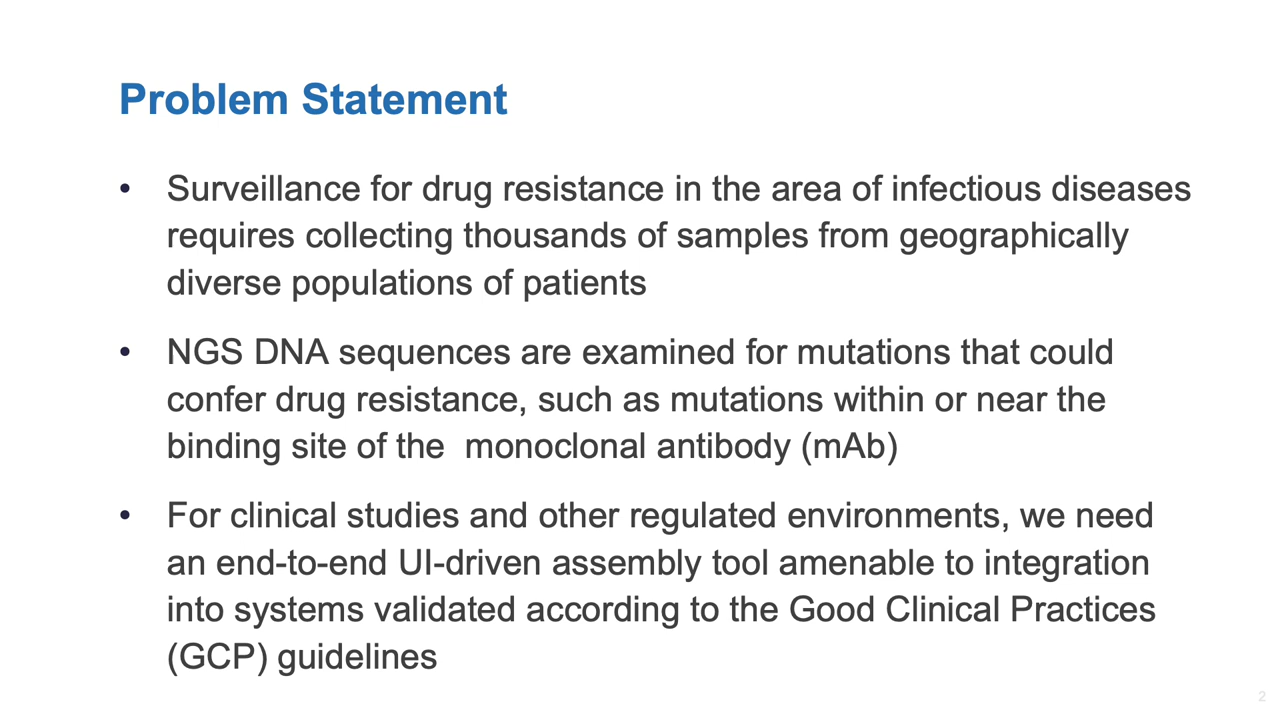 Problem Statement
• Surveillance for drug resistance in the area of infectious diseases
requires collecting thousands of samples from geographically
diverse populations of patients
• NGS DNA sequences are examined for mutations that could
confer drug resistance, such as mutations within or near the
binding site of the  monoclonal antibody (mAb)
• For clinical studies and other regulated environments, we need
an end-to-end UI-driven assembly tool amenable to integration
into systems validated according to the Good Clinical Practices
(GCP) guidelines
2